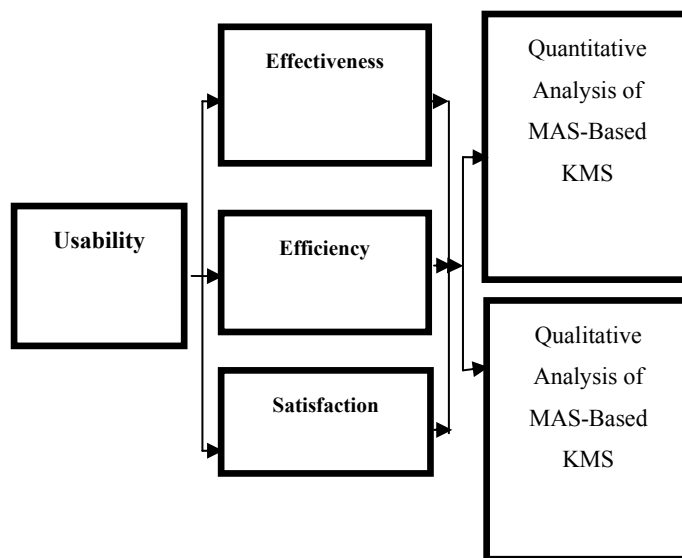 Usability
Effectiveness
Efficiency
Satisfaction
Quantitative
Analysis of
MAS-Based
KMS
Qualitative
Analysis of
MAS-Based
KMS